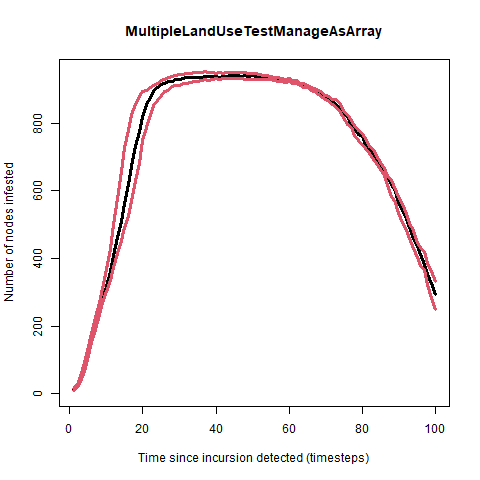 MultipleLandUseTestManageAsArray
Number of nodes infested
800
600
400
200
0
0 20 40 60 80 100
Time since incursion detected (timesteps)